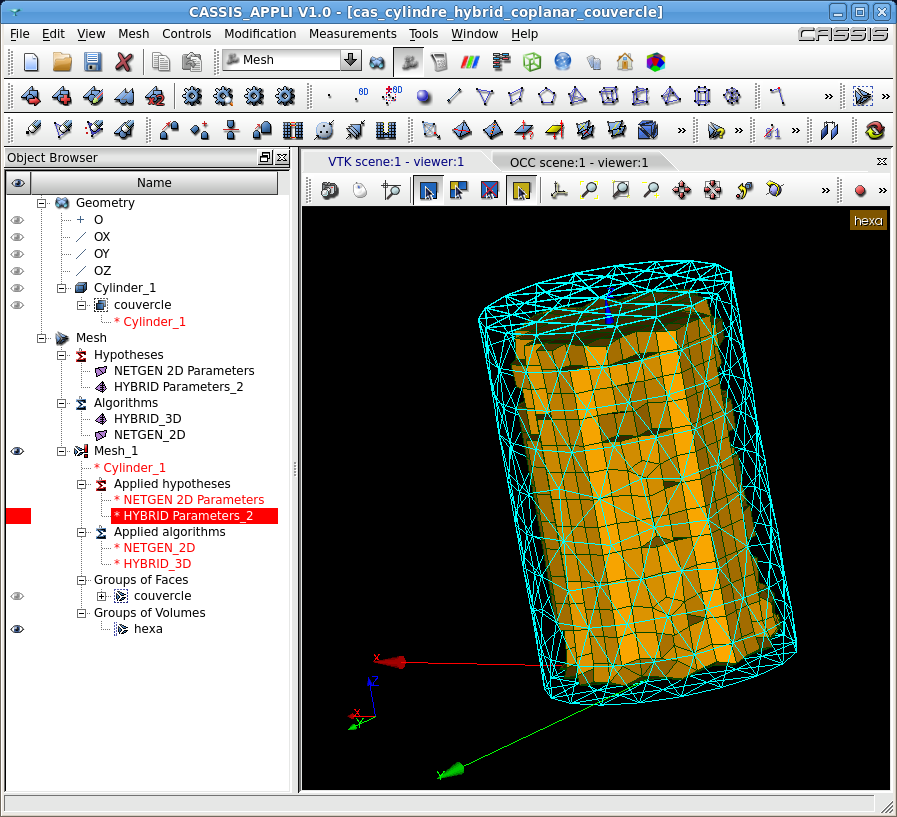 CASSIS_APPLI V1.0 - [cas_cylindre_hybrid_coplanar_couvercle]
File Edit View Mesh Controls Modification Measurements Tools Window Help
CASSIS
Mesh
0D 0D
Object Browser
VTK scene:1 - viewer:1 OCC scene:1 - viewer:1
Name
Geometry
O
OX
OY
OZ
Cylinder_1
couvercle
* Cylinder_1
Mesh
Hypotheses
NETGEN 2D Parameters
HYBRID Parameters_2
Algorithms
HYBRID_3D
NETGEN_2D
Mesh_1
* Cylinder_1
Applied hypotheses
* NETGEN 2D Parameters
* HYBRID Parameters_2
Applied algorithms
* NETGEN_2D
* HYBRID_3D
Groups of Faces
couvercle
Groups of Volumes
hexa
hexa
X
Z
X
Y
Y